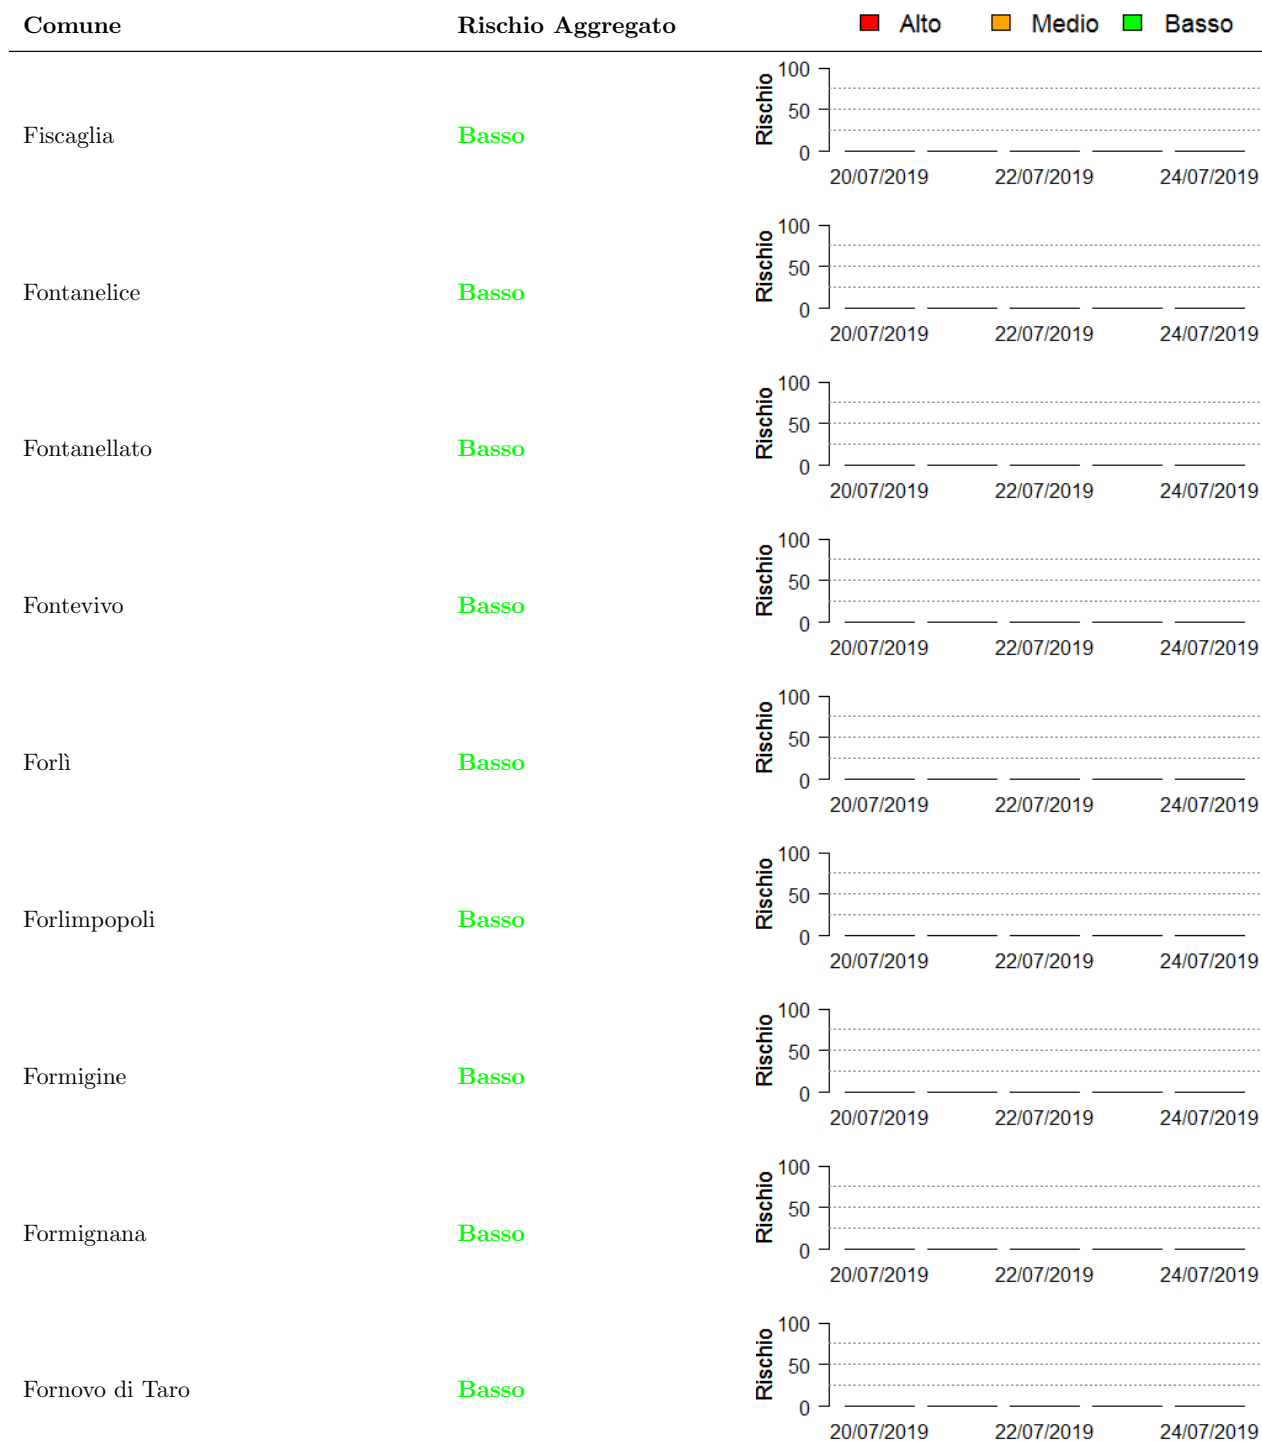 Comune Rischio Aggregato Alto Medio Basso
Fiscaglia Basso Rischio 100 50 0
20/07/2019 22/07/2019 24/07/2019
Fontanelice Basso Rischio 100 50 0
20/07/2019 22/07/2019 24/07/2019
Fontanellato Basso Rischio 100 50 0
20/07/2019 22/07/2019 24/07/2019
Fontevivo Basso Rischio 100 50 0
20/07/2019 22/07/2019 24/07/2019
Forlì Basso Rischio 100 50 0
20/07/2019 22/07/2019 24/07/2019
Forlimpopoli Basso Rischio 100 50 0
20/07/2019 22/07/2019 24/07/2019
Formigine Basso Rischio 100 50 0
20/07/2019 22/07/2019 24/07/2019
Formignana Basso Rischio 100 50 0
20/07/2019 22/07/2019 24/07/2019
Fornovo di Taro Basso Rischio 100 50 0
20/07/2019 22/07/2019 24/07/2019